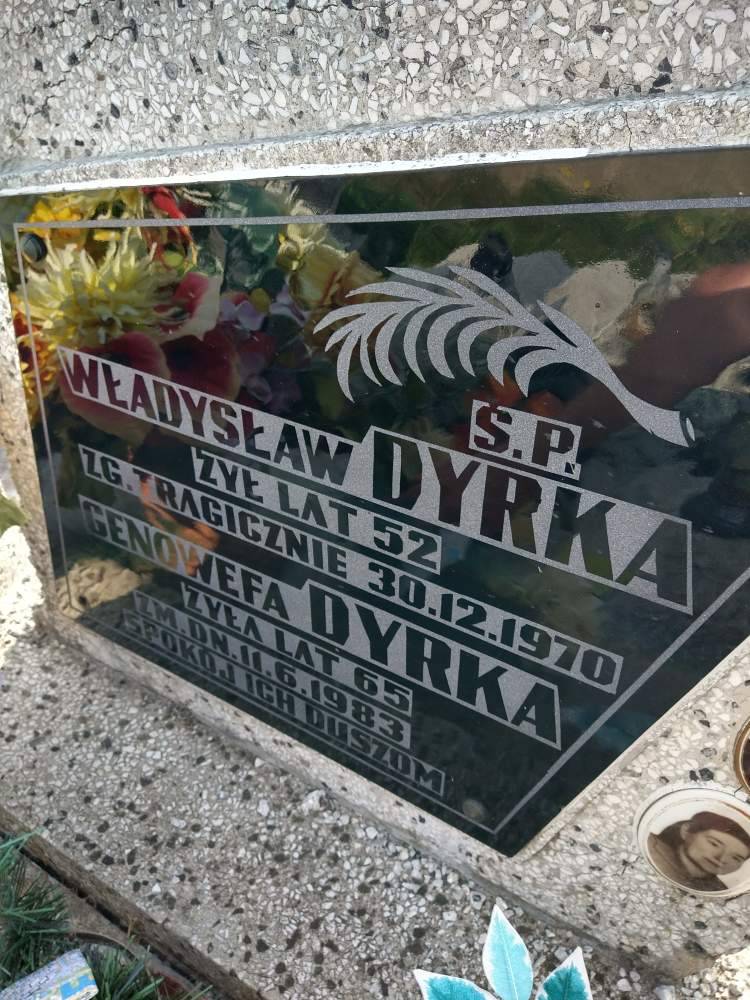 Ś.P.
WŁADYSŁAW DYRKA
ŻYŁ LAT 52
ZG. TRAGICZNIE 30.12.1970
GENOWEFA DYRKA
ŻYŁA LAT 65
ZM. DN. 11.6.1983
SPOKÓJ ICH DUSZOM